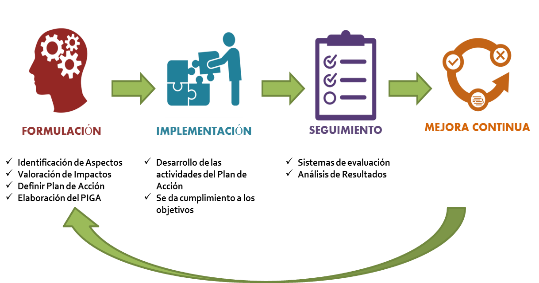 FORMULACIÓN
✓ Identificación de Aspectos
✓ Valoración de Impactos
✓ Definir Plan de Acción
✓ Elaboración del PIGA
IMPLEMENTACIÓN
✓ Desarrollo de las
actividades del Plan de
Acción
✓ Se da cumplimiento a los
objetivos
SEGUIMIENTO
✓ Sistemas de evaluación
✓ Análisis de Resultados
MEJORA CONTINUA